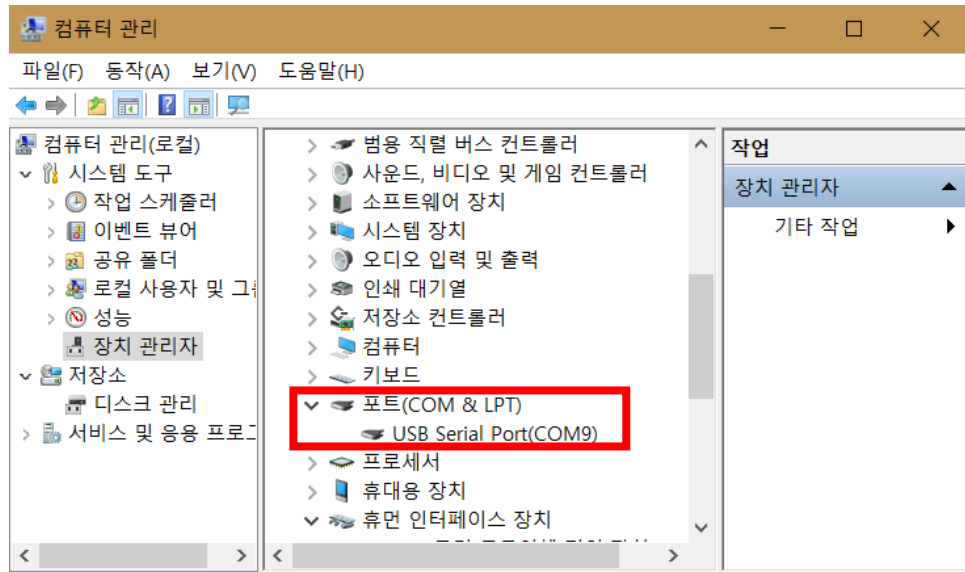 컴퓨터 관리
파일(F) 동작(A) 보기(V) 도움말(H)
컴퓨터 관리(로컬)
시스템 도구
작업 스케줄러
이벤트 뷰어
공유 폴더
로컬 사용자 및
성능
장치 관리자
저장소
디스크 관리
서비스 및 응용
범용 직렬 버스 컨트롤러
사운드, 비디오 및 게임 컨트롤러
소프트웨어 장치
시스템 장치
오디오 입력 및 출력
인쇄 대기열
저장소 컨트롤러
컴퓨터
키보드
포트(COM & LPT)
USB Serial Port(COM9)
프로세서
휴대용 장치
휴먼 인터페이스 장치
작업
장치 관리자
기타 작업